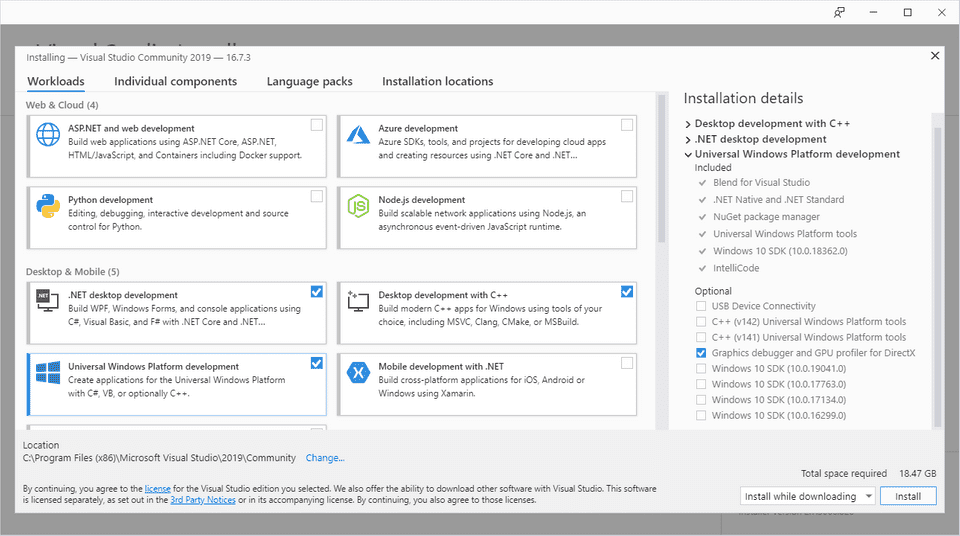 Installing — Visual Studio Community 2019 — 16.7.3
Workloads
Individual components
Language packs
Installation locations
Web & Cloud (4)
ASP.NET and web development
Build web applications using ASP.NET Core, ASP.NET,
HTML/JavaScript, and Containers including Docker support.
Azure development
Azure SDKs, tools, and projects for developing cloud apps
and creating resources using .NET Core and .NET...
Python development
Editing, debugging, interactive development and source
control for Python.
Node.js development
Build scalable network applications using Node.js, an
asynchronous event-driven JavaScript runtime.
Desktop & Mobile (5)
.NET
.NET desktop development
Build WPF, Windows Forms, and console applications using
C#, Visual Basic, and F# with .NET Core and .NET...
Desktop development with C++
Build modern C++ apps for Windows using tools of your
choice, including MSVC, Clang, CMake, or MSBuild.
Universal Windows Platform development
Create applications for the Universal Windows Platform
with C#, VB, or optionally C++.
Mobile development with .NET
Build cross-platform applications for iOS, Android or
Windows using Xamarin.
Installation details
Desktop development with C++
.NET desktop development
Universal Windows Platform development
Included
Blend for Visual Studio
.NET Native and .NET Standard
NuGet package manager
Universal Windows Platform tools
Windows 10 SDK (10.0.18362.0)
IntelliCode
Optional
USB Device Connectivity
C++ (v142) Universal Windows Platform tools
C++ (v141) Universal Windows Platform tools
Graphics debugger and GPU profiler for DirectX
Windows 10 SDK (10.0.19041.0)
Windows 10 SDK (10.0.17763.0)
Windows 10 SDK (10.0.17134.0)
Windows 10 SDK (10.0.16299.0)
Location
C:\Program Files (x86)\Microsoft Visual Studio\2019\Community Change...
Total space required 18.47 GB
By continuing, you agree to the license for the Visual Studio edition you selected. We also offer the ability to download other software with Visual Studio. This software
is licensed separately, as set out in the 3rd Party Notices or in its accompanying license. By continuing, you also agree to those licenses.
Install while downloading
Install